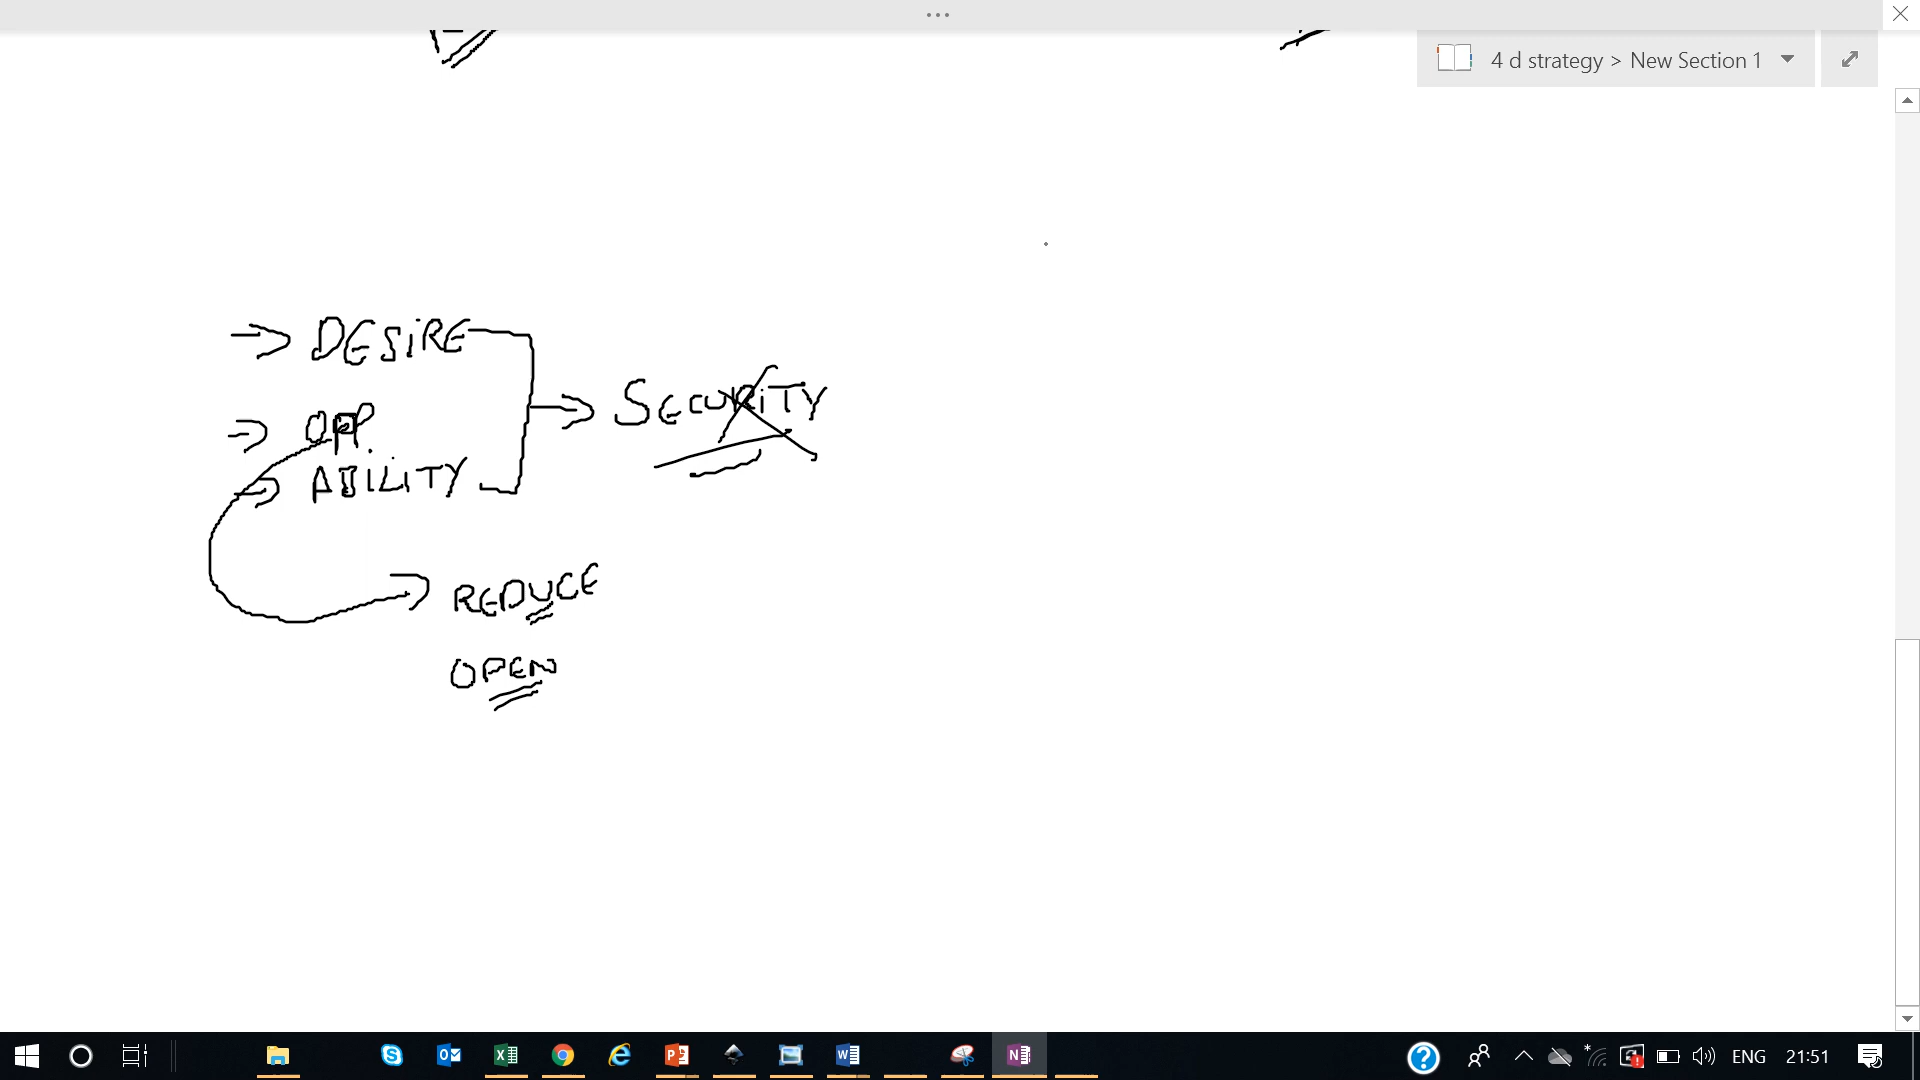 4 d strategy > New Section 1
→ DESIRE
→ SECURITY
→ OPP.
→ ABILITY
REDUCE
OPEN
ENG 21:51